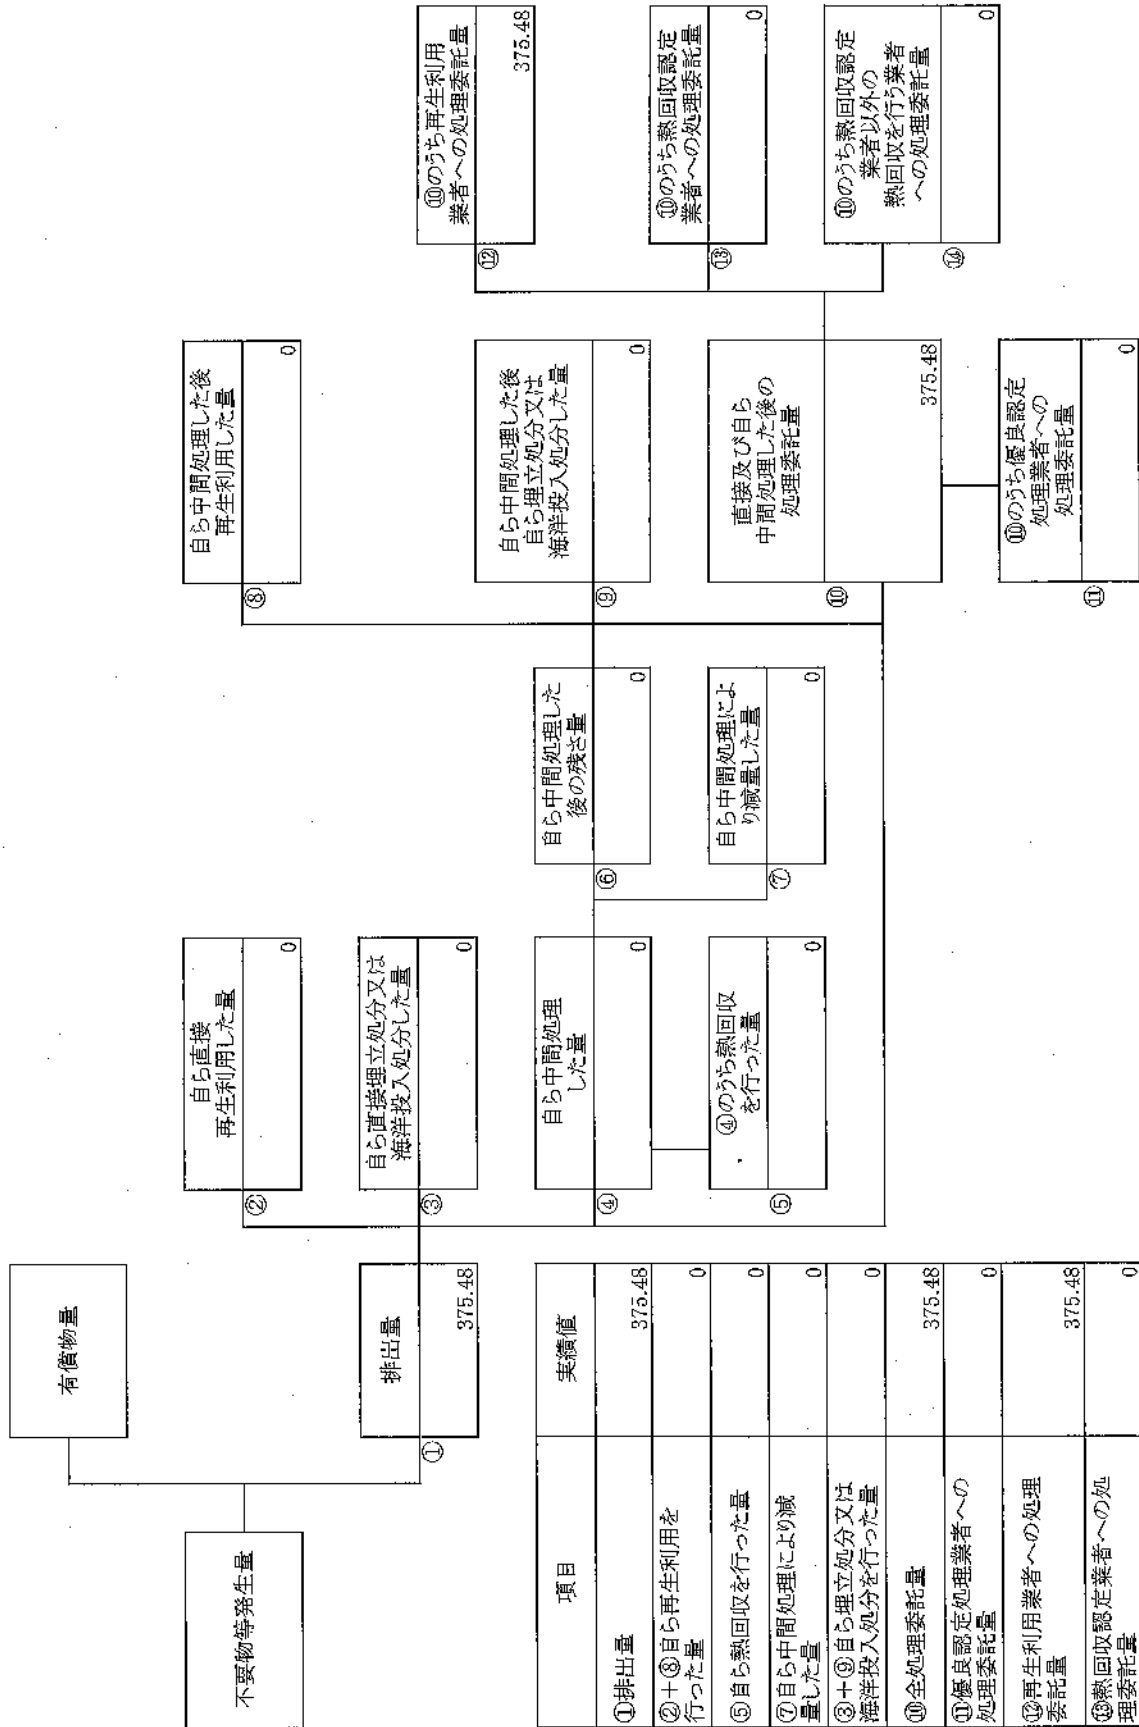 不要物等発生量
有償物量
①
排出量
375.48
②
自ら直接
再生利用した量
0
③
自ら直接埋立処分又は
海洋投入処分した量
0
④
自ら中間処理
した量
0
⑤
④のうち熱回収
を行った量
0
⑥
自ら中間処理した
後の残さ量
0
⑦
自ら中間処理によ
り減量した量
0
⑧
自ら中間処理した後
再生利用した量
0
⑨
自ら中間処理した後
自ら埋立処分又は
海洋投入処分した量
0
⑩
直接及び自ら
中間処理した後の
処理委託量
375.48
⑪
⑩のうち優良認定
処理業者への
処理委託量
0
⑫
⑩のうち再生利用
業者への処理委託量
375.48
⑬
⑩のうち熱回収認定
業者への処理委託量
0
⑭
⑩のうち熱回収認定
業者以外の
熱回収を行う業者
への処理委託量
0
項目
実績値
①排出量
375.48
②＋⑧自ら再生利用を
行った量
0
⑤自ら熱回収を行った量
0
⑦自ら中間処理により減
量した量
0
③＋⑨自ら埋立処分又は
海洋投入処分を行った量
0
⑩全処理委託量
375.48
⑪優良認定処理業者への
処理委託量
0
⑫再生利用業者への処理
委託量
375.48
⑬熱回収認定業者への処
理委託量
0